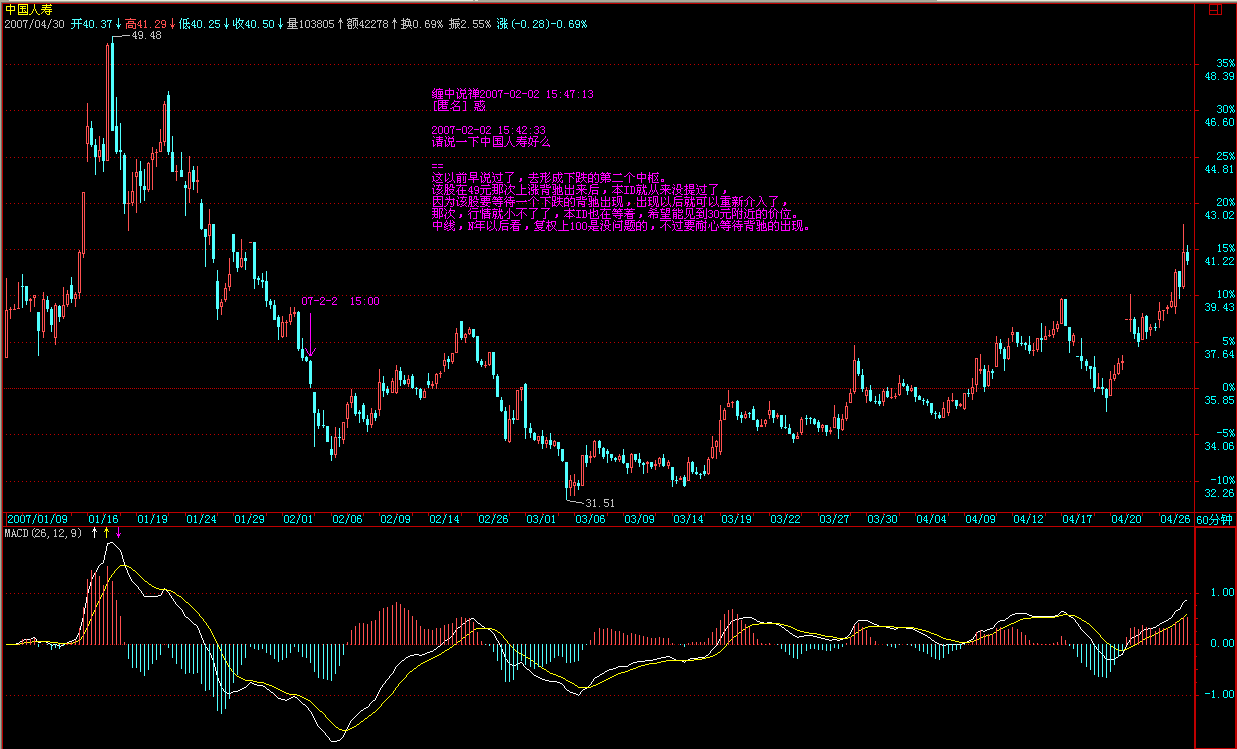 中国人寿
2007/04/30 开40.37↓高41.29↓低40.25↓收40.50↓量103805↑额42278↑换0.69% 振2.55% 涨(-0.28)-0.69%
49.48
35%
48.39
缠中说禅2007-02-02 15:47:13
[匿名] 惑
30%
46.60
2007-02-02 15:42:33
请说一下中国人寿好么
25%
44.81
==
这以前早说过了，去形成下跌的第二个中枢。
该股在49元那次上涨背驰出来后，本ID就从来没提过了，
因为该股要等待一个下跌的背驰出现，出现以后就可以重新介入了，
那次，行情就小不了了，本ID也在等着，希望能见到30元附近的价位。
中线，N年以后看，复权上100是没问题的，不过要耐心等待背驰的出现。
20%
43.02
15%
41.22
07-2-2 15:00
10%
39.43
5%
37.64
0%
35.85
-5%
34.06
-10%
32.26
31.51
2007/01/09 01/16 01/19 01/24 01/29 02/01 02/06 02/09 02/14 02/26 03/01 03/06 03/09 03/14 03/19 03/22 03/27 03/30 04/04 04/09 04/12 04/17 04/20 04/26 60分钟
MACD(26,12,9) ↑ ↑ ↓
1.00
0.00
-1.00